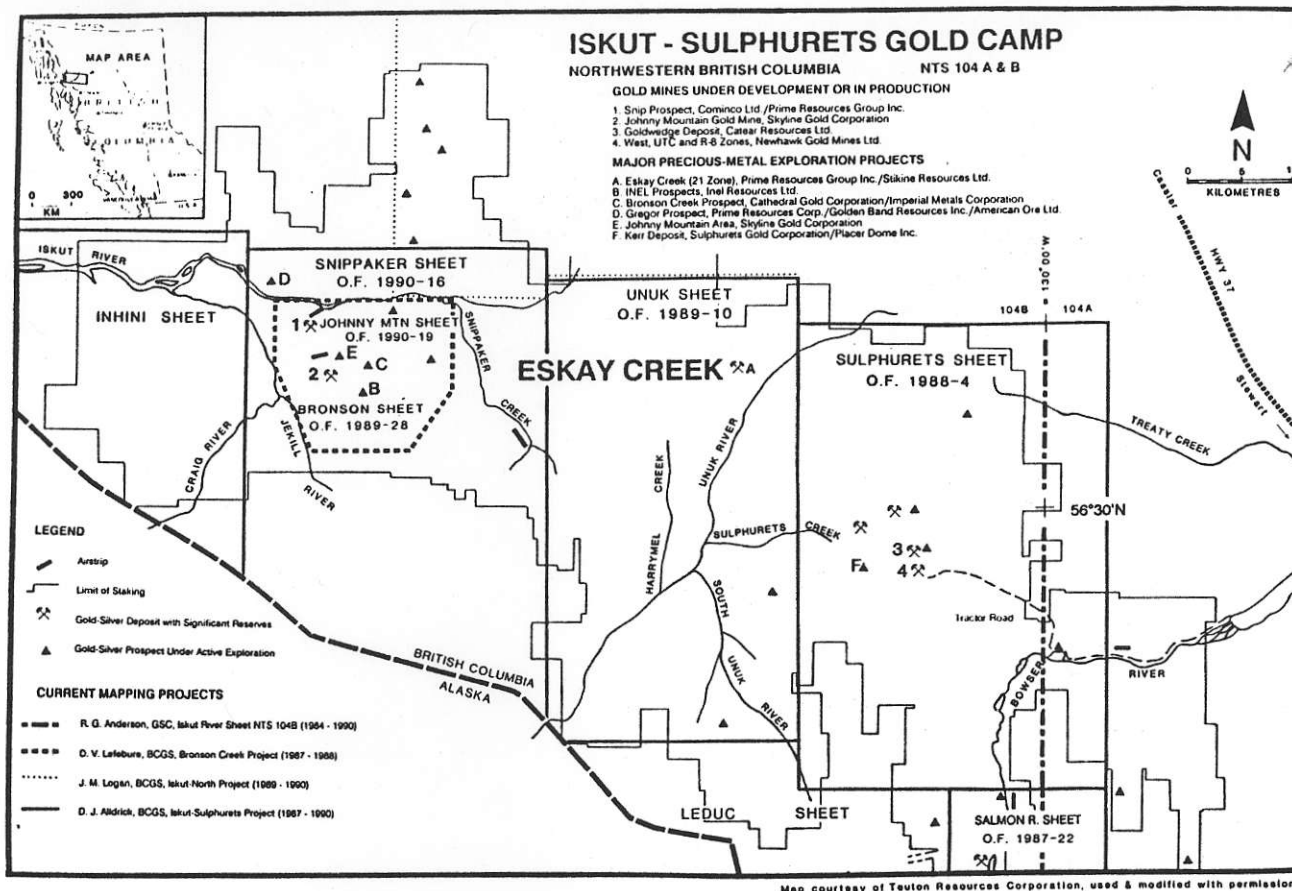 ISKUT - SULPHURETS GOLD CAMP
NORTHWESTERN BRITISH COLUMBIA NTS 104 A & B
GOLD MINES UNDER DEVELOPMENT OR IN PRODUCTION
1. Snip Prospect, Cominco Ltd./Prime Resources Group Inc.
2. Johnny Mountain Gold Mine, Skyline Gold Corporation
3. Goldwedge Deposit, Catear Resources Ltd.
4. West, UTC and R-8 Zones, Newhawk Gold Mines Ltd.
MAJOR PRECIOUS-METAL EXPLORATION PROJECTS
A. Eskay Creek (21 Zone), Prime Resources Group Inc./Stikine Resources Ltd.
B. INEL Prospects, Inel Resources Ltd.
C. Bronson Creek Prospect, Cathedral Gold Corporation/Imperial Metals Corporation
D. Gregor Prospect, Prime Resources Corp./Golden Band Resources Inc./American Ore Ltd.
E. Johnny Mountain Area, Skyline Gold Corporation
F. Kerr Deposit, Sulphurets Gold Corporation/Placer Dome Inc.
MAP AREA
BRITISH
COLUMBIA
0 300
KM
N
0 5
KILOMETRES
Cassier
HWY 37
Stewart
ISKUT RIVER
D
SNIPPAKER SHEET
O.F. 1990-16
INHINI SHEET
1
JOHNNY MTN SHEET
O.F. 1990-19
E
C
2
B
BRONSON SHEET
O.F. 1989-28
SNIPPAKER CREEK
CRAIG RIVER
JEKILL RIVER
UNUK SHEET
O.F. 1989-10
ESKAY CREEK
A
130°00'W
104B 104A
SULPHURETS SHEET
O.F. 1988-4
TREATY CREEK
UNUK RIVER
HARRYMEL CREEK
SULPHURETS CREEK
56°30'N
3
F
4
SOUTH UNUK RIVER
Tractor Road
BOWSER RIVER
BRITISH COLUMBIA
ALASKA
LEDUC SHEET
SALMON R. SHEET
O.F. 1987-22
LEGEND
Airstrip
Limit of Staking
Gold-Silver Deposit with Significant Reserves
Gold-Silver Prospect Under Active Exploration
CURRENT MAPPING PROJECTS
R. G. Anderson, GSC, Iskut River Sheet NTS 104B (1984 - 1990)
D. V. Lefebure, BCGS, Bronson Creek Project (1987 - 1988)
J. M. Logan, BCGS, Iskut-North Project (1989 - 1990)
D. J. Alldrick, BCGS, Iskut-Sulphurets Project (1987 - 1990)
Map courtesy of Teuton Resources Corporation, used & modified with permission